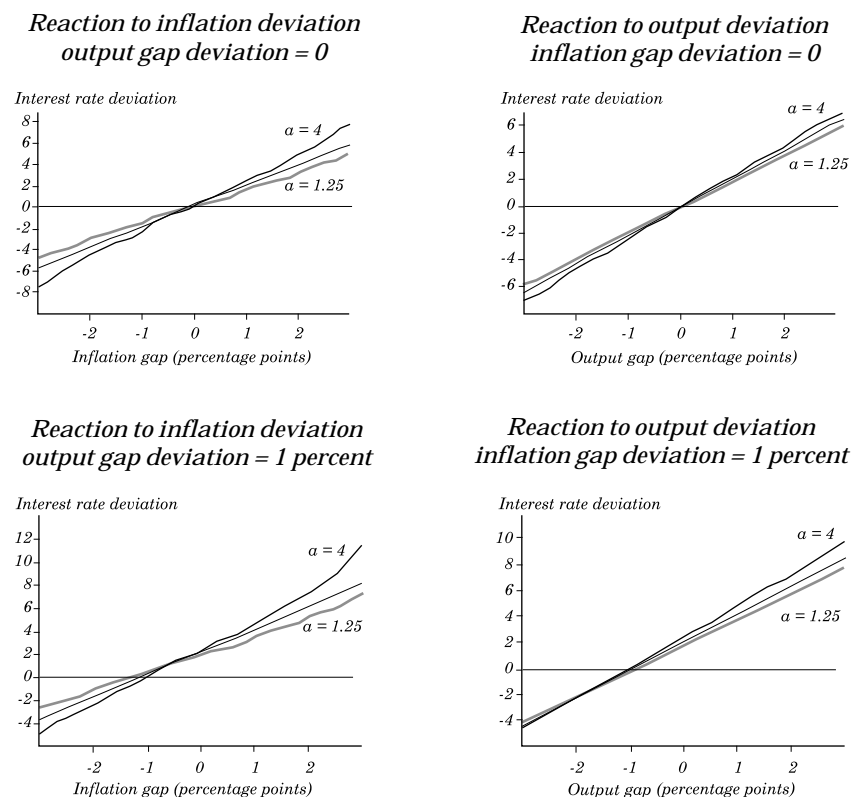 Reaction to inflation deviation
output gap deviation = 0
Interest rate deviation
8
6
4
2
0
-2
-4
-6
-8
a = 4
a = 1.25
-2 -1 0 1 2
Inflation gap (percentage points)
Reaction to output deviation
inflation gap deviation = 0
Interest rate deviation
6
4
2
0
-2
-4
-6
a = 4
a = 1.25
-2 -1 0 1 2
Output gap (percentage points)
Reaction to inflation deviation
output gap deviation = 1 percent
Interest rate deviation
12
10
8
6
4
2
0
-2
-4
a = 4
a = 1.25
-2 -1 0 1 2
Inflation gap (percentage points)
Reaction to output deviation
inflation gap deviation = 1 percent
Interest rate deviation
10
8
6
4
2
0
-2
-4
a = 4
a = 1.25
-2 -1 0 1 2
Output gap (percentage points)